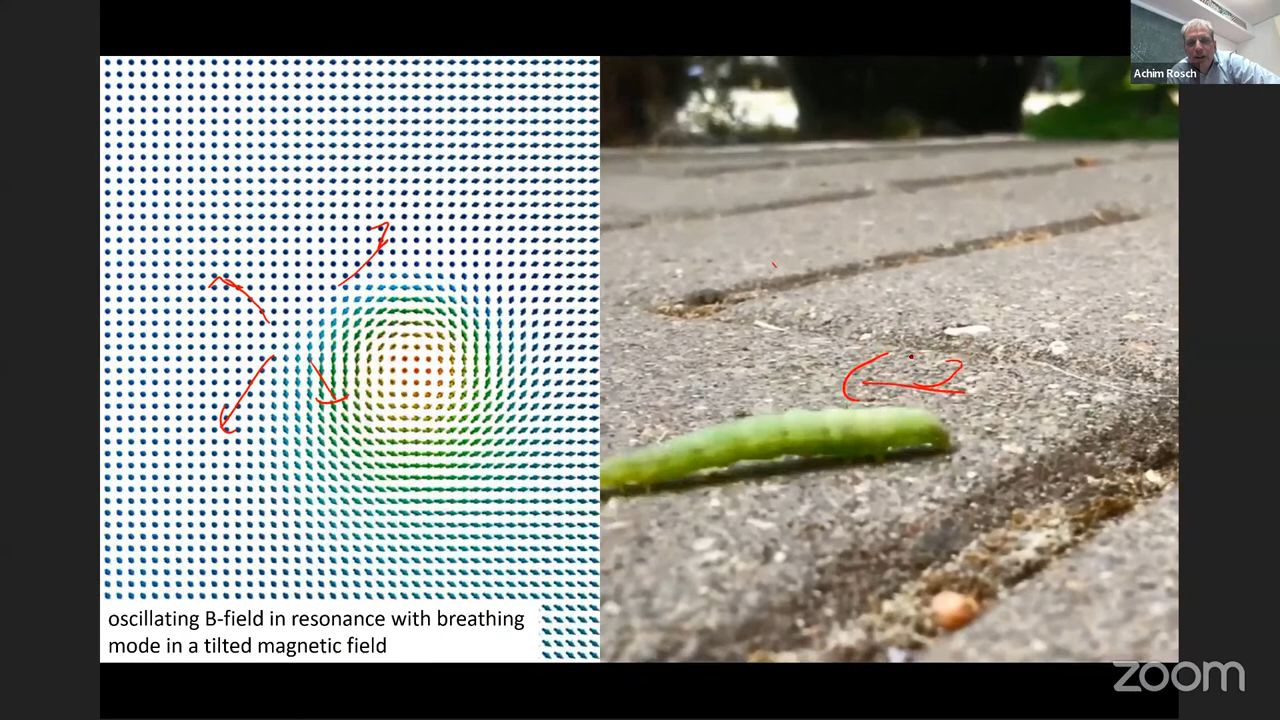 Achim Rosch
oscillating B-field in resonance with breathing
mode in a tilted magnetic field
zoom